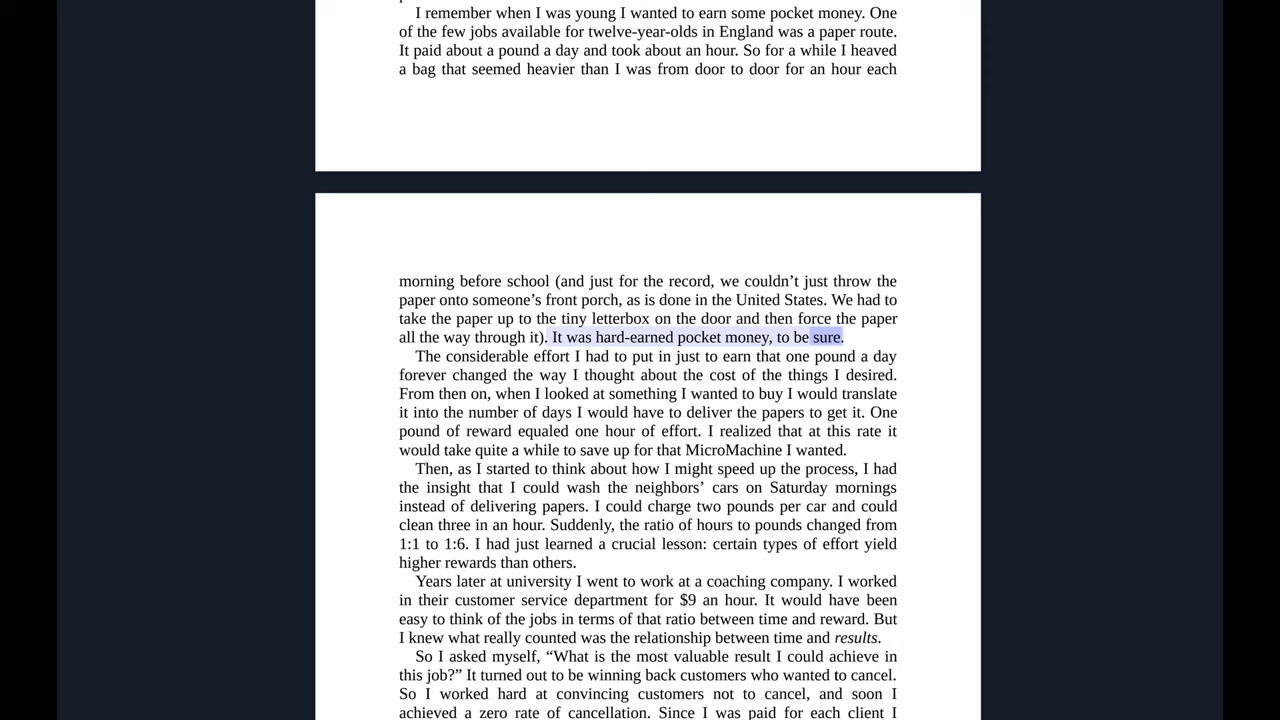 I remember when I was young I wanted to earn some pocket money. One
of the few jobs available for twelve-year-olds in England was a paper route.
It paid about a pound a day and took about an hour. So for a while I heaved
a bag that seemed heavier than I was from door to door for an hour each
morning before school (and just for the record, we couldn’t just throw the
paper onto someone’s front porch, as is done in the United States. We had to
take the paper up to the tiny letterbox on the door and then force the paper
all the way through it). It was hard-earned pocket money, to be sure.
The considerable effort I had to put in just to earn that one pound a day
forever changed the way I thought about the cost of the things I desired.
From then on, when I looked at something I wanted to buy I would translate
it into the number of days I would have to deliver the papers to get it. One
pound of reward equaled one hour of effort. I realized that at this rate it
would take quite a while to save up for that MicroMachine I wanted.
Then, as I started to think about how I might speed up the process, I had
the insight that I could wash the neighbors’ cars on Saturday mornings
instead of delivering papers. I could charge two pounds per car and could
clean three in an hour. Suddenly, the ratio of hours to pounds changed from
1:1 to 1:6. I had just learned a crucial lesson: certain types of effort yield
higher rewards than others.
Years later at university I went to work at a coaching company. I worked
in their customer service department for $9 an hour. It would have been
easy to think of the jobs in terms of that ratio between time and reward. But
I knew what really counted was the relationship between time and results.
So I asked myself, “What is the most valuable result I could achieve in
this job?” It turned out to be winning back customers who wanted to cancel.
So I worked hard at convincing customers not to cancel, and soon I
achieved a zero rate of cancellation. Since I was paid for each client I